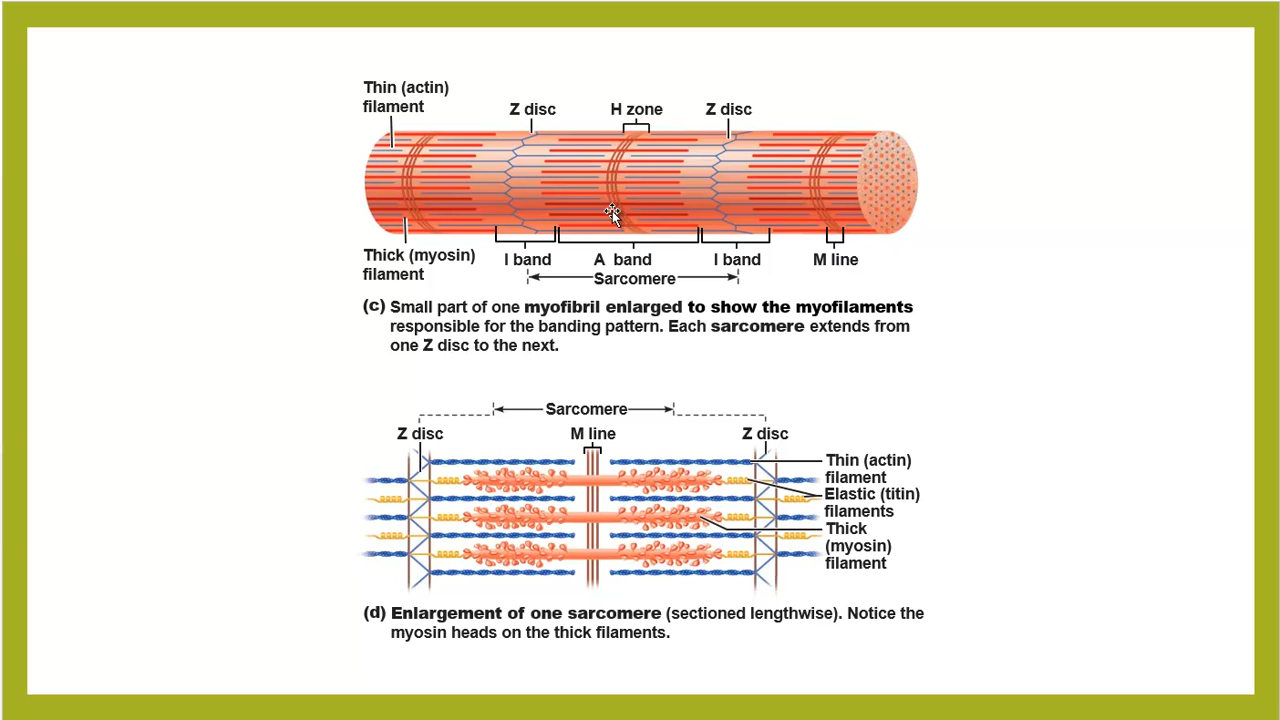 Thin (actin)
filament
Z disc
H zone
Z disc
Thick (myosin)
filament
I band
A band
I band
M line
Sarcomere
(c) Small part of one myofibril enlarged to show the myofilaments
responsible for the banding pattern. Each sarcomere extends from
one Z disc to the next.
Sarcomere
Z disc
M line
Z disc
Thin (actin)
filament
Elastic (titin)
filaments
Thick
(myosin)
filament
(d) Enlargement of one sarcomere (sectioned lengthwise). Notice the
myosin heads on the thick filaments.